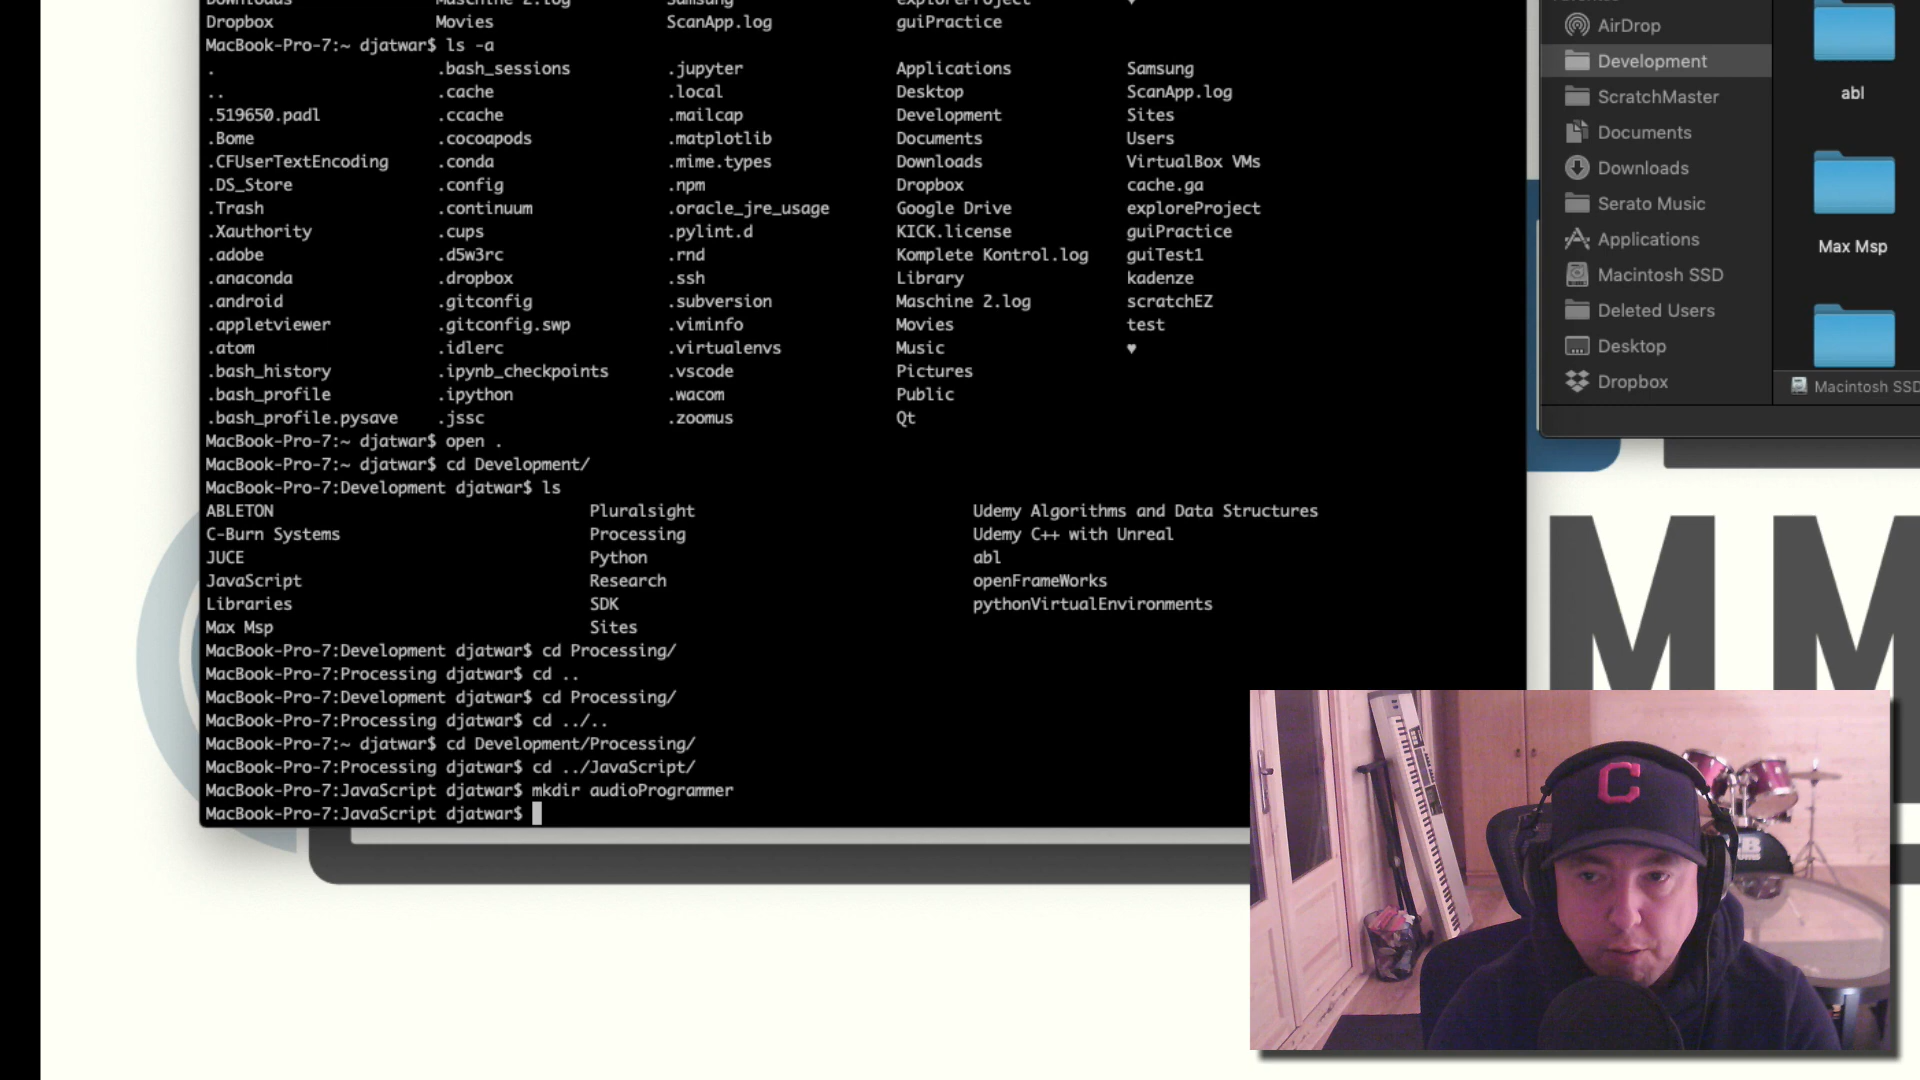 Downloads Maschine 2.log Samsung exploreProject ♥
Dropbox Movies ScanApp.log guiPractice
MacBook-Pro-7:~ djatwar$ ls -a
. .bash_sessions .jupyter Applications Samsung
.. .cache .local Desktop ScanApp.log
.519650.padl .ccache .mailcap Development Sites
.Bome .cocoapods .matplotlib Documents Users
.CFUserTextEncoding .conda .mime.types Downloads VirtualBox VMs
.DS_Store .config .npm Dropbox cache.ga
.Trash .continuum .oracle_jre_usage Google Drive exploreProject
.Xauthority .cups .pylint.d KICK.license guiPractice
.adobe .d5w3rc .rnd Komplete Kontrol.log guiTest1
.anaconda .dropbox .ssh Library kadenze
.android .gitconfig .subversion Maschine 2.log scratchEZ
.appletviewer .gitconfig.swp .viminfo Movies test
.atom .idlerc .virtualenvs Music ♥
.bash_history .ipynb_checkpoints .vscode Pictures
.bash_profile .ipython .wacom Public
.bash_profile.pysave .jssc .zoomus Qt
MacBook-Pro-7:~ djatwar$ open .
MacBook-Pro-7:~ djatwar$ cd Development/
MacBook-Pro-7:Development djatwar$ ls
ABLETON Pluralsight Udemy Algorithms and Data Structures
C-Burn Systems Processing Udemy C++ with Unreal
JUCE Python abl
JavaScript Research openFrameWorks
Libraries SDK pythonVirtualEnvironments
Max Msp Sites
MacBook-Pro-7:Development djatwar$ cd Processing/
MacBook-Pro-7:Processing djatwar$ cd ..
MacBook-Pro-7:Development djatwar$ cd Processing/
MacBook-Pro-7:Processing djatwar$ cd ../..
MacBook-Pro-7:~ djatwar$ cd Development/Processing/
MacBook-Pro-7:Processing djatwar$ cd ../JavaScript/
MacBook-Pro-7:JavaScript djatwar$ mkdir audioProgrammer
MacBook-Pro-7:JavaScript djatwar$
AirDrop
Development
ScratchMaster
Documents
Downloads
Serato Music
Applications
Macintosh SSD
Deleted Users
Desktop
Dropbox
abl
Max Msp
Macintosh SSD
MM
C